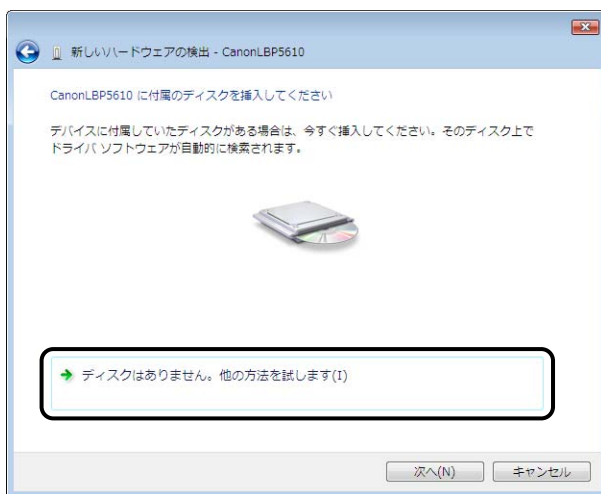 新しいハードウェアの検出 - CanonLBP5610
CanonLBP5610 に付属のディスクを挿入してください
デバイスに付属していたディスクがある場合は、今すぐ挿入してください。そのディスク上で
ドライバ ソフトウェアが自動的に検索されます。
ディスクはありません。他の方法を試します(I)
次へ(N) キャンセル